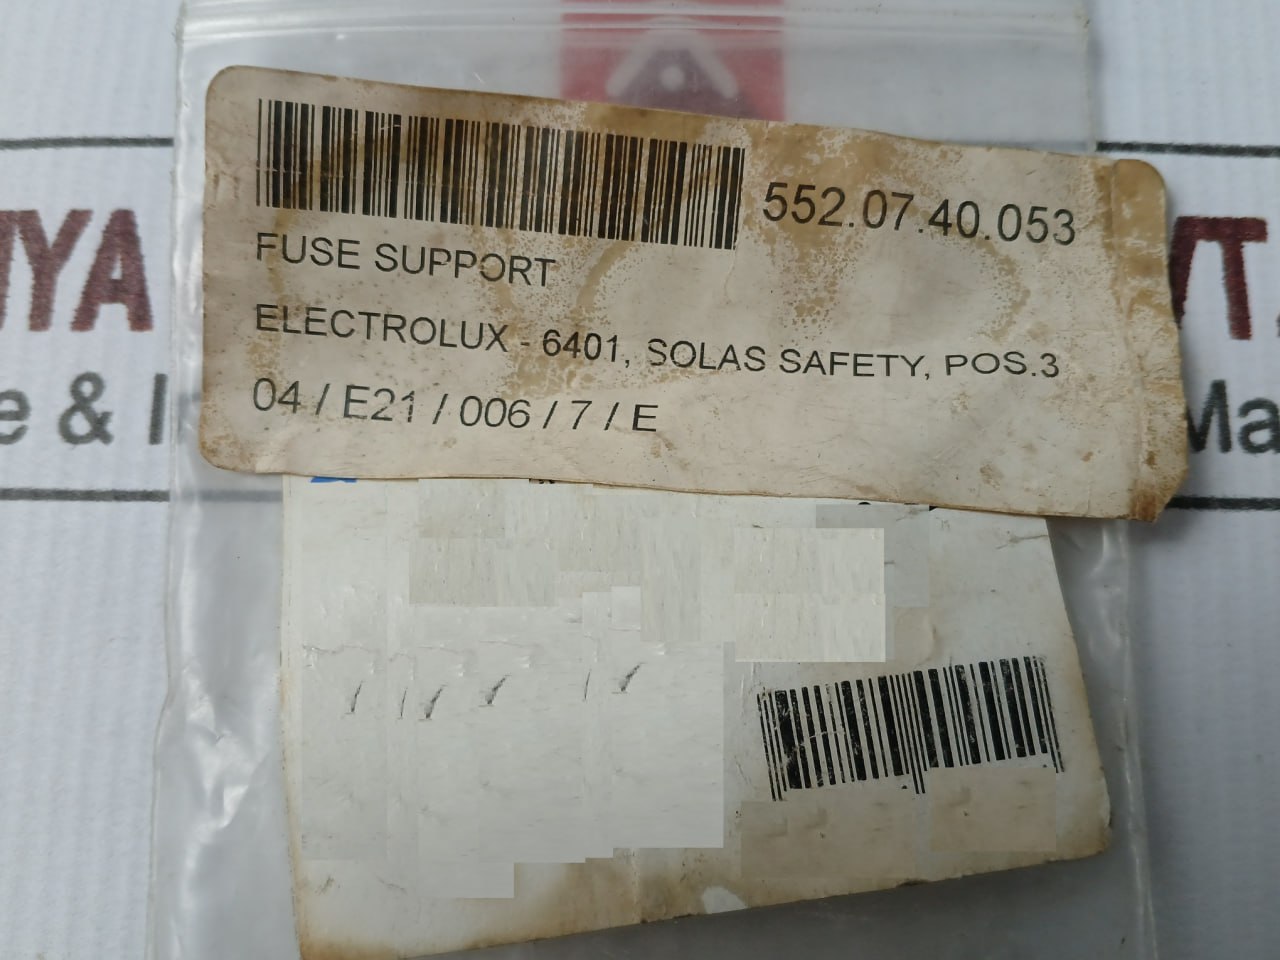 552.07.40.053
FUSE SUPPORT
ELECTROLUX - 6401, SOLAS SAFETY, POS.3
04 / E21 / 006 / 7 / E